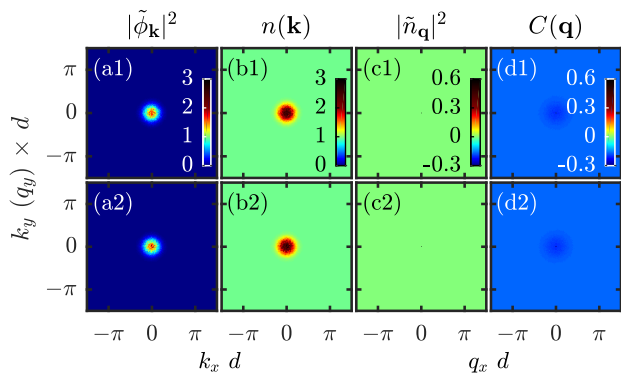 |ϕ̃_𝐤|² n(𝐤) |ñ_𝐪|² C(𝐪)
(a1) 3 2 1 0 (b1) 3 2 1 0 (c1) 0.6 0.3 0 -0.3 (d1) 0.6 0.3 0 -0.3
π
0
−π
(a2) (b2) (c2) (d2)
π
0
−π
k_y (q_y) × d
−π 0 π −π 0 π −π 0 π −π 0 π
k_x d q_x d